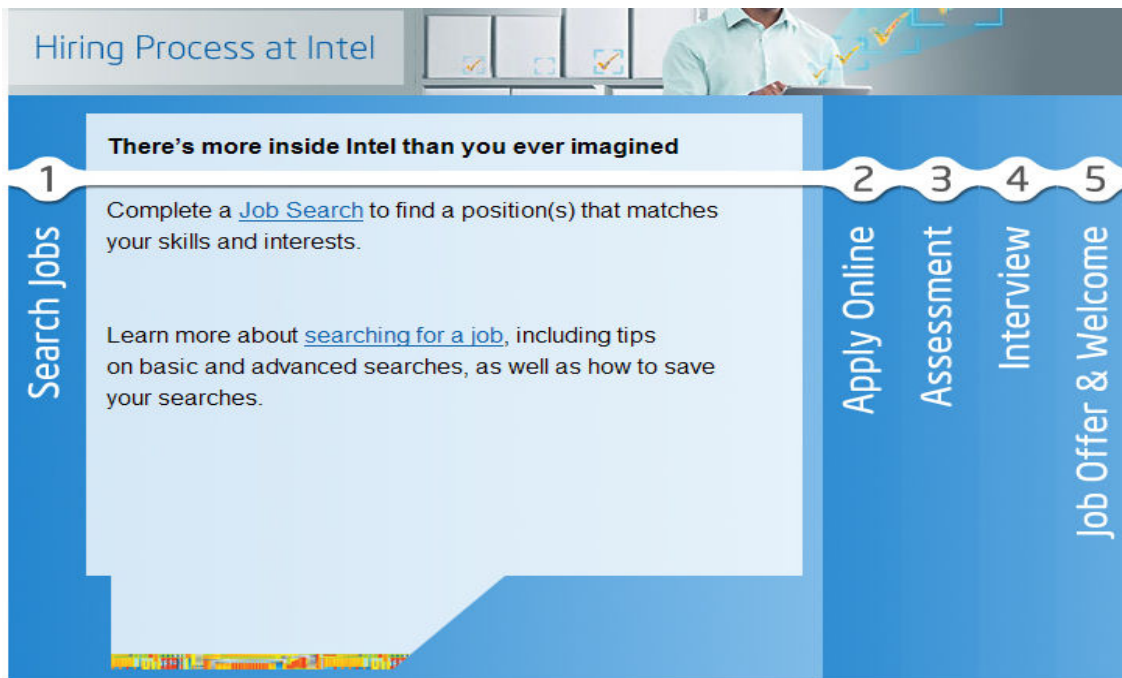 Hiring Process at Intel
There's more inside Intel than you ever imagined
1
Search Jobs
Complete a Job Search to find a position(s) that matches
your skills and interests.
Learn more about searching for a job, including tips
on basic and advanced searches, as well as how to save
your searches.
2
Apply Online
3
Assessment
4
Interview
5
Job Offer & Welcome